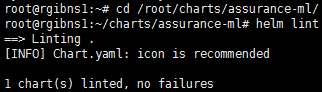 root@rgibns1:~# cd /root/charts/assurance-ml/
root@rgibns1:~/charts/assurance-ml# helm lint
==> Linting .
[INFO] Chart.yaml: icon is recommended
1 chart(s) linted, no failures